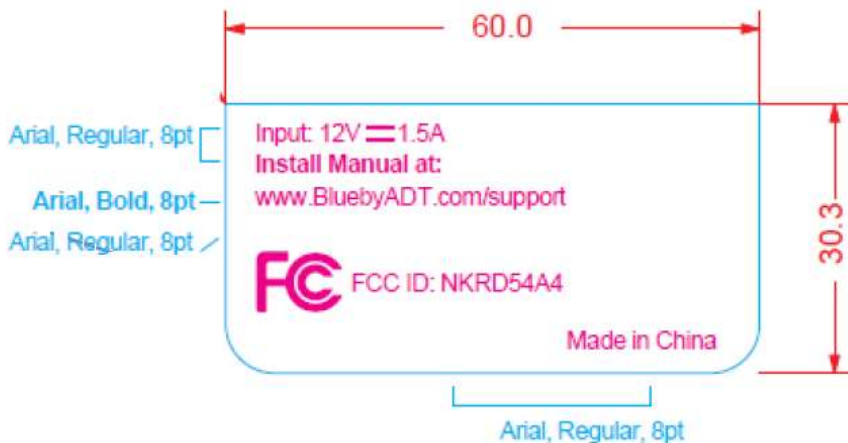 60.0
Arial, Regular, 8pt
Input: 12V 1.5A
Install Manual at:
Arial, Bold, 8pt
www.BluebyADT.com/support
Arial, Regular, 8pt
30.3
FC FCC ID: NKRD54A4
Made in China
Arial, Regular, 8pt